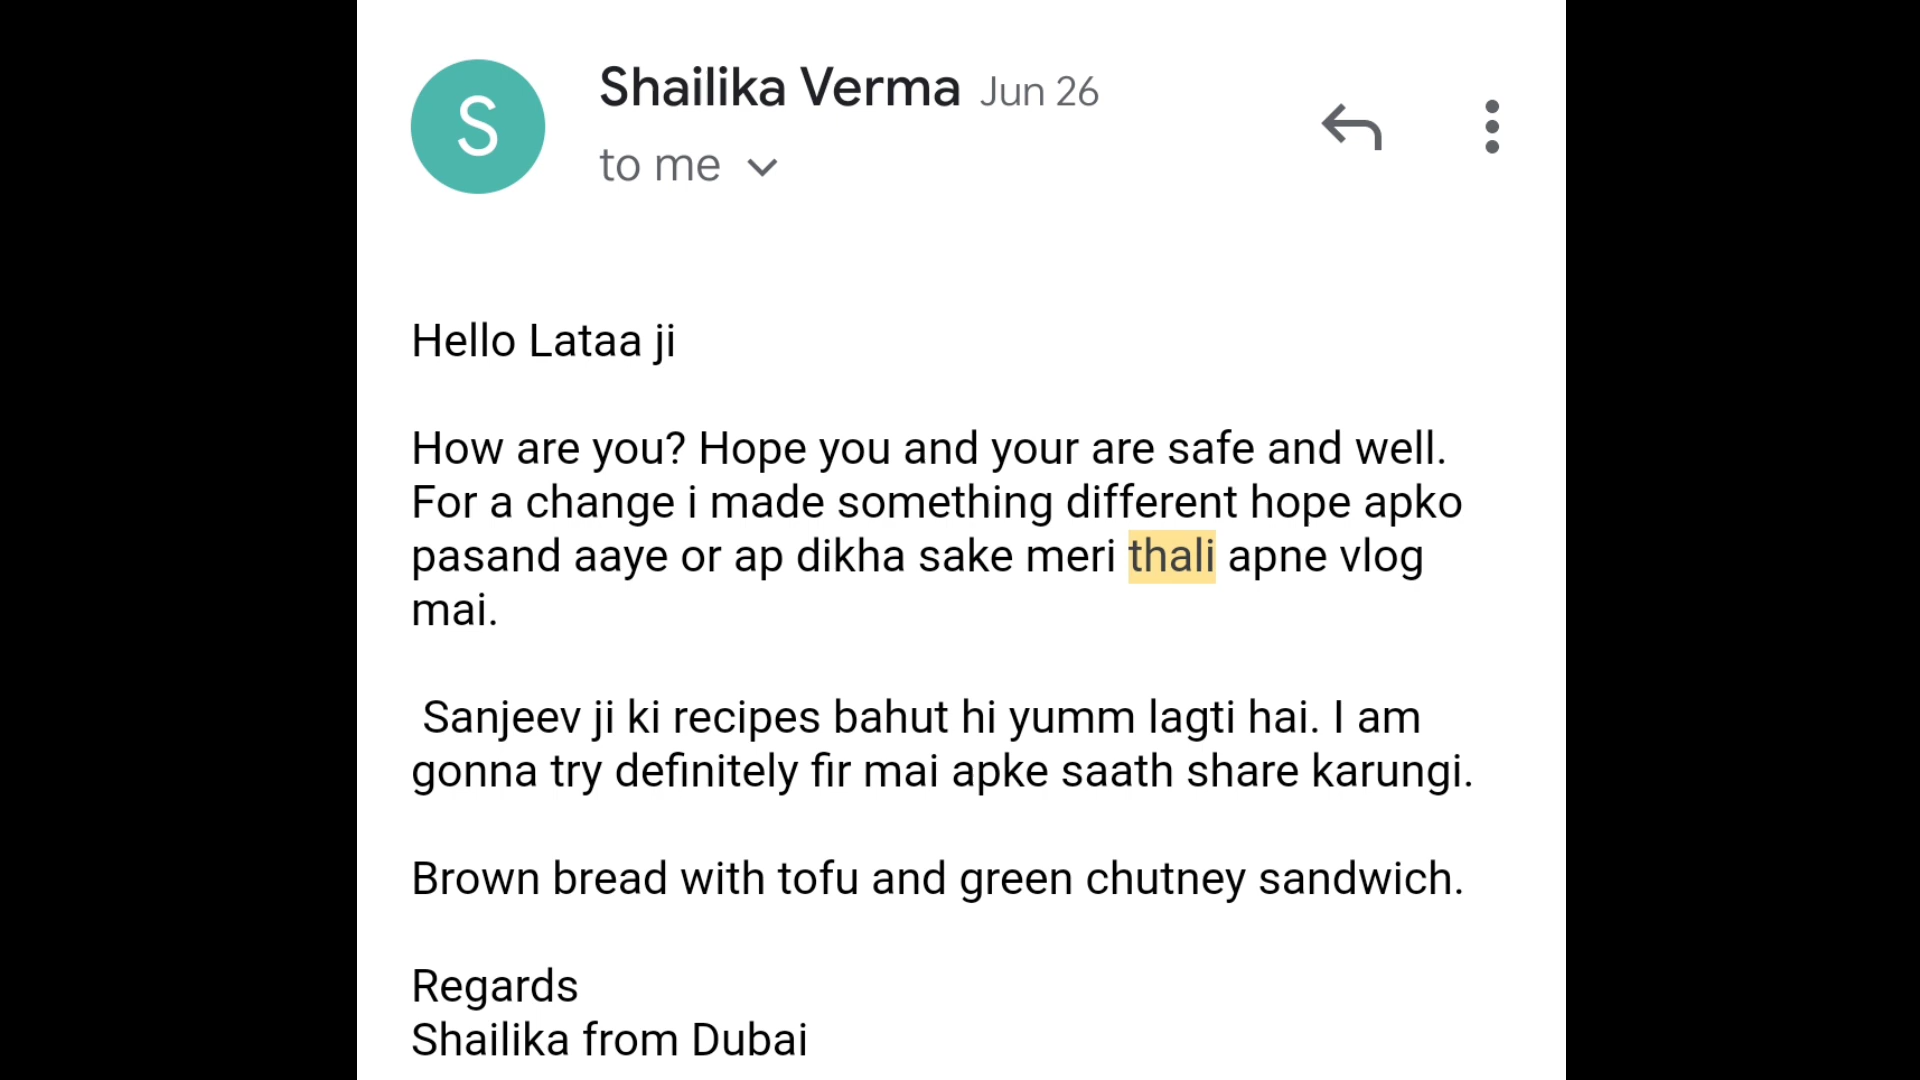 S
Shailika Verma Jun 26
to me
Hello Lataa ji
How are you? Hope you and your are safe and well.
For a change i made something different hope apko
pasand aaye or ap dikha sake meri thali apne vlog
mai.
Sanjeev ji ki recipes bahut hi yumm lagti hai. I am
gonna try definitely fir mai apke saath share karungi.
Brown bread with tofu and green chutney sandwich.
Regards
Shailika from Dubai